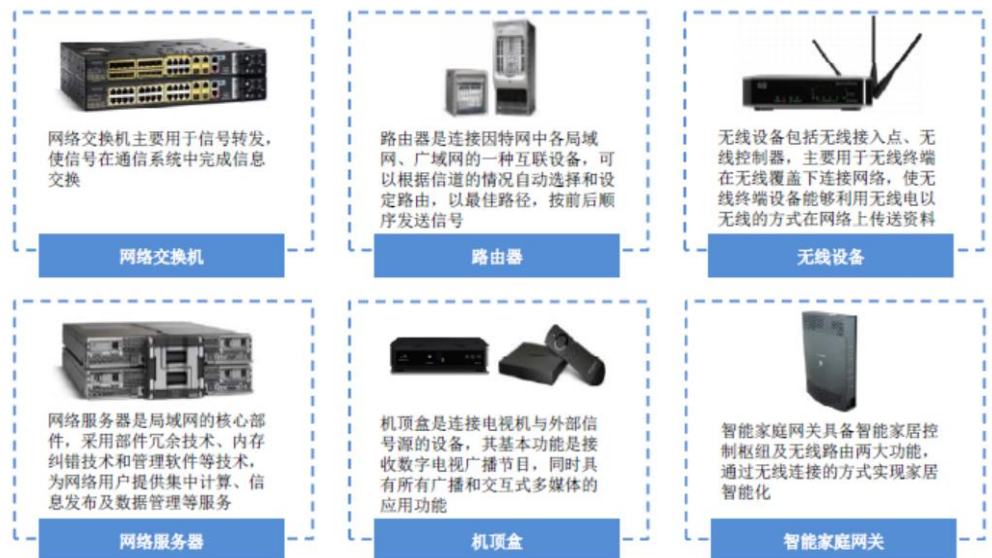 网络交换机主要用于信号转发，
使信号在通信系统中完成信息
交换
网络交换机
路由器是连接因特网中各局域
网、广域网的一种互联设备，可
以根据信道的情况自动选择和设
定路由，以最佳路径，按前后顺
序发送信号
路由器
无线设备包括无线接入点、无
线控制器，主要用于无线终端
在无线覆盖下连接网络，使无
线终端设备能够利用无线电以
无线的方式在网络上传送资料
无线设备
网络服务器是局域网的核心部
件，采用部件冗余技术、内存
纠错技术和管理软件等技术，
为网络用户提供集中计算、信
息发布及数据管理等服务
网络服务器
机顶盒是连接电视机与外部信
号源的设备，其基本功能是接
收数字电视广播节目，同时具
有所有广播和交互式多媒体的
应用功能
机顶盒
智能家庭网关具备智能家居控
制枢纽及无线路由两大功能，
通过无线连接的方式实现家居
智能化
智能家庭网关